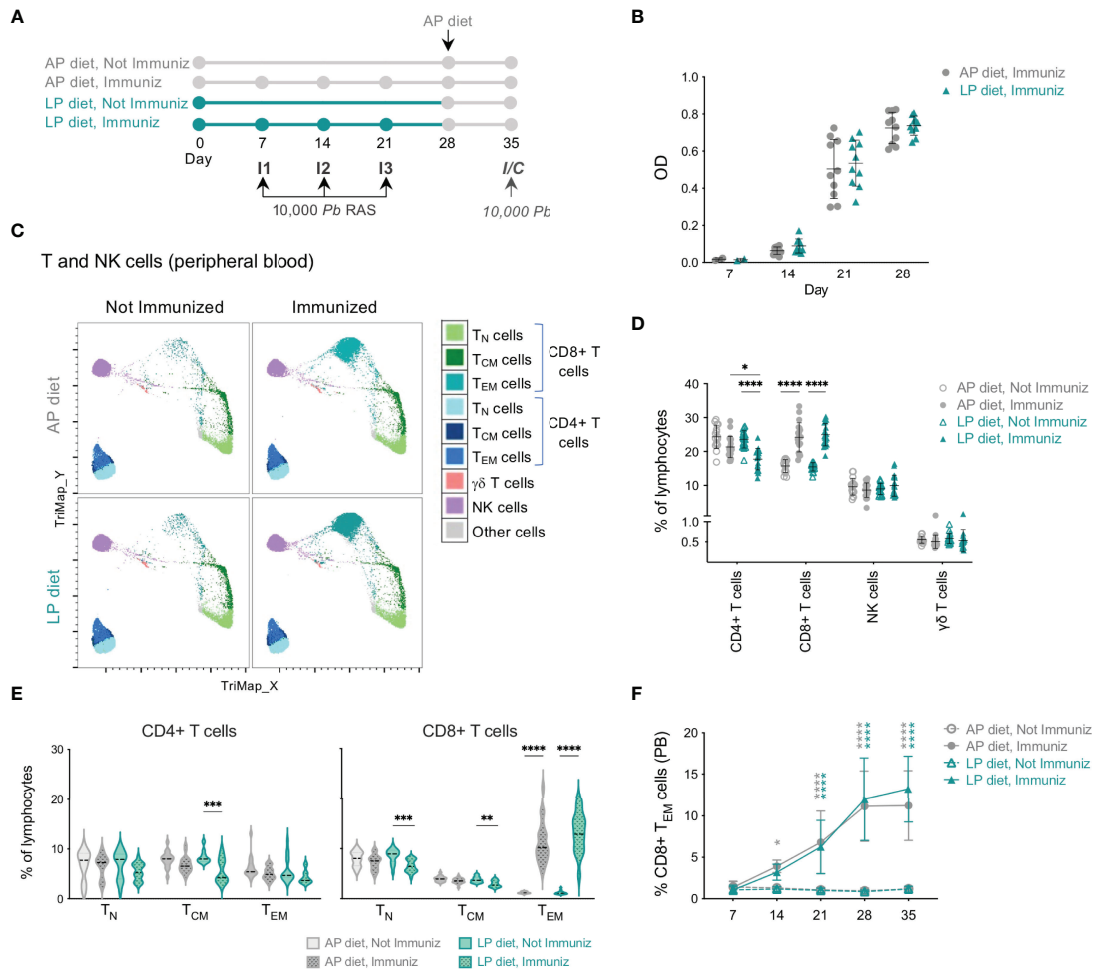 A
AP diet
AP diet, Not Immuniz
AP diet, Immuniz
LP diet, Not Immuniz
LP diet, Immuniz
0 7 14 21 28 35
Day
I1 I2 I3 I/C
10,000 Pb RAS 10,000 Pb
B
1.0
0.8
0.6
0.4
0.2
0.0
OD
7 14 21 28
Day
AP diet, Immuniz
LP diet, Immuniz
C
T and NK cells (peripheral blood)
Not Immunized Immunized
AP diet
LP diet
TriMap_Y
TriMap_X
TN cells
TCM cells
TEM cells
CD8+ T
cells
TN cells
TCM cells
TEM cells
CD4+ T
cells
γδ T cells
NK cells
Other cells
D
* 
**** **** ****
% of lymphocytes
40
30
20
10
1.0
0.5
CD4+ T cells
CD8+ T cells
NK cells
γδ T cells
AP diet, Not Immuniz
AP diet, Immuniz
LP diet, Not Immuniz
LP diet, Immuniz
E
CD4+ T cells CD8+ T cells
% of lymphocytes
30
20
10
0
***
*** ** **** ****
TN TCM TEM TN TCM TEM
AP diet, Not Immuniz LP diet, Not Immuniz
AP diet, Immuniz LP diet, Immuniz
F
% CD8+ TEM cells (PB)
20
15
10
5
0
* **** **** **** **** **** ****
7 14 21 28 35
AP diet, Not Immuniz
AP diet, Immuniz
LP diet, Not Immuniz
LP diet, Immuniz